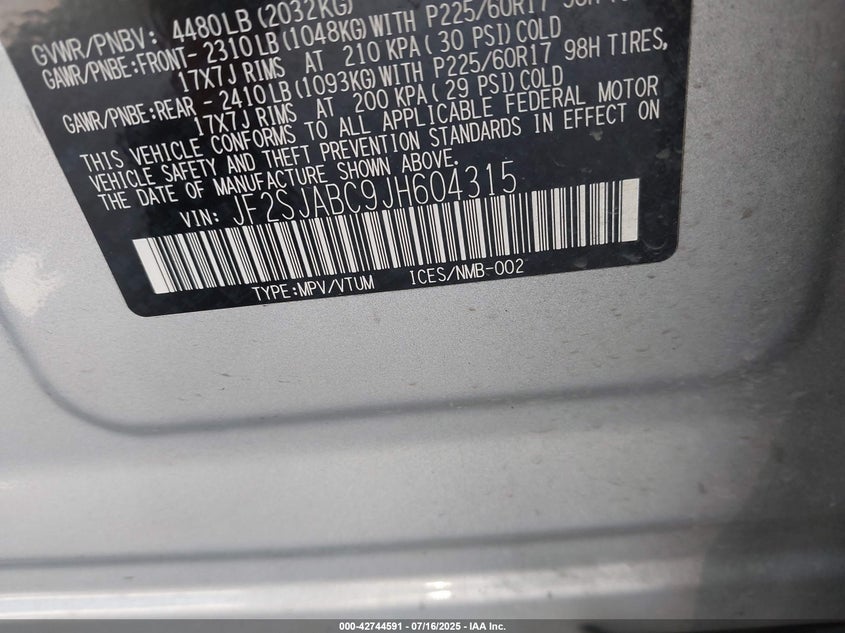 GVWR/PNBV: 4480LB(2032KG)
GAWR/PNBE:FRONT-2310LB(1048KG)WITH P225/60R17 98H
17X7J RIMS AT 210 KPA( 30 PSI)COLD
GAWR/PNBE:REAR -2410LB(1093KG)WITH P225/60R17 98H TIRES,
17X7J RIMS AT 200 KPA( 29 PSI)COLD
THIS VEHICLE CONFORMS TO ALL APPLICABLE FEDERAL MOTOR
VEHICLE SAFETY AND THEFT PREVENTION STANDARDS IN EFFECT ON
THE DATE OF MANUFACTURE SHOWN ABOVE.
VIN: JF2SJABC9JH604315
TYPE:MPV/VTUM ICES/NMB-002
000-42744591 - 07/16/2025 - IAA Inc.